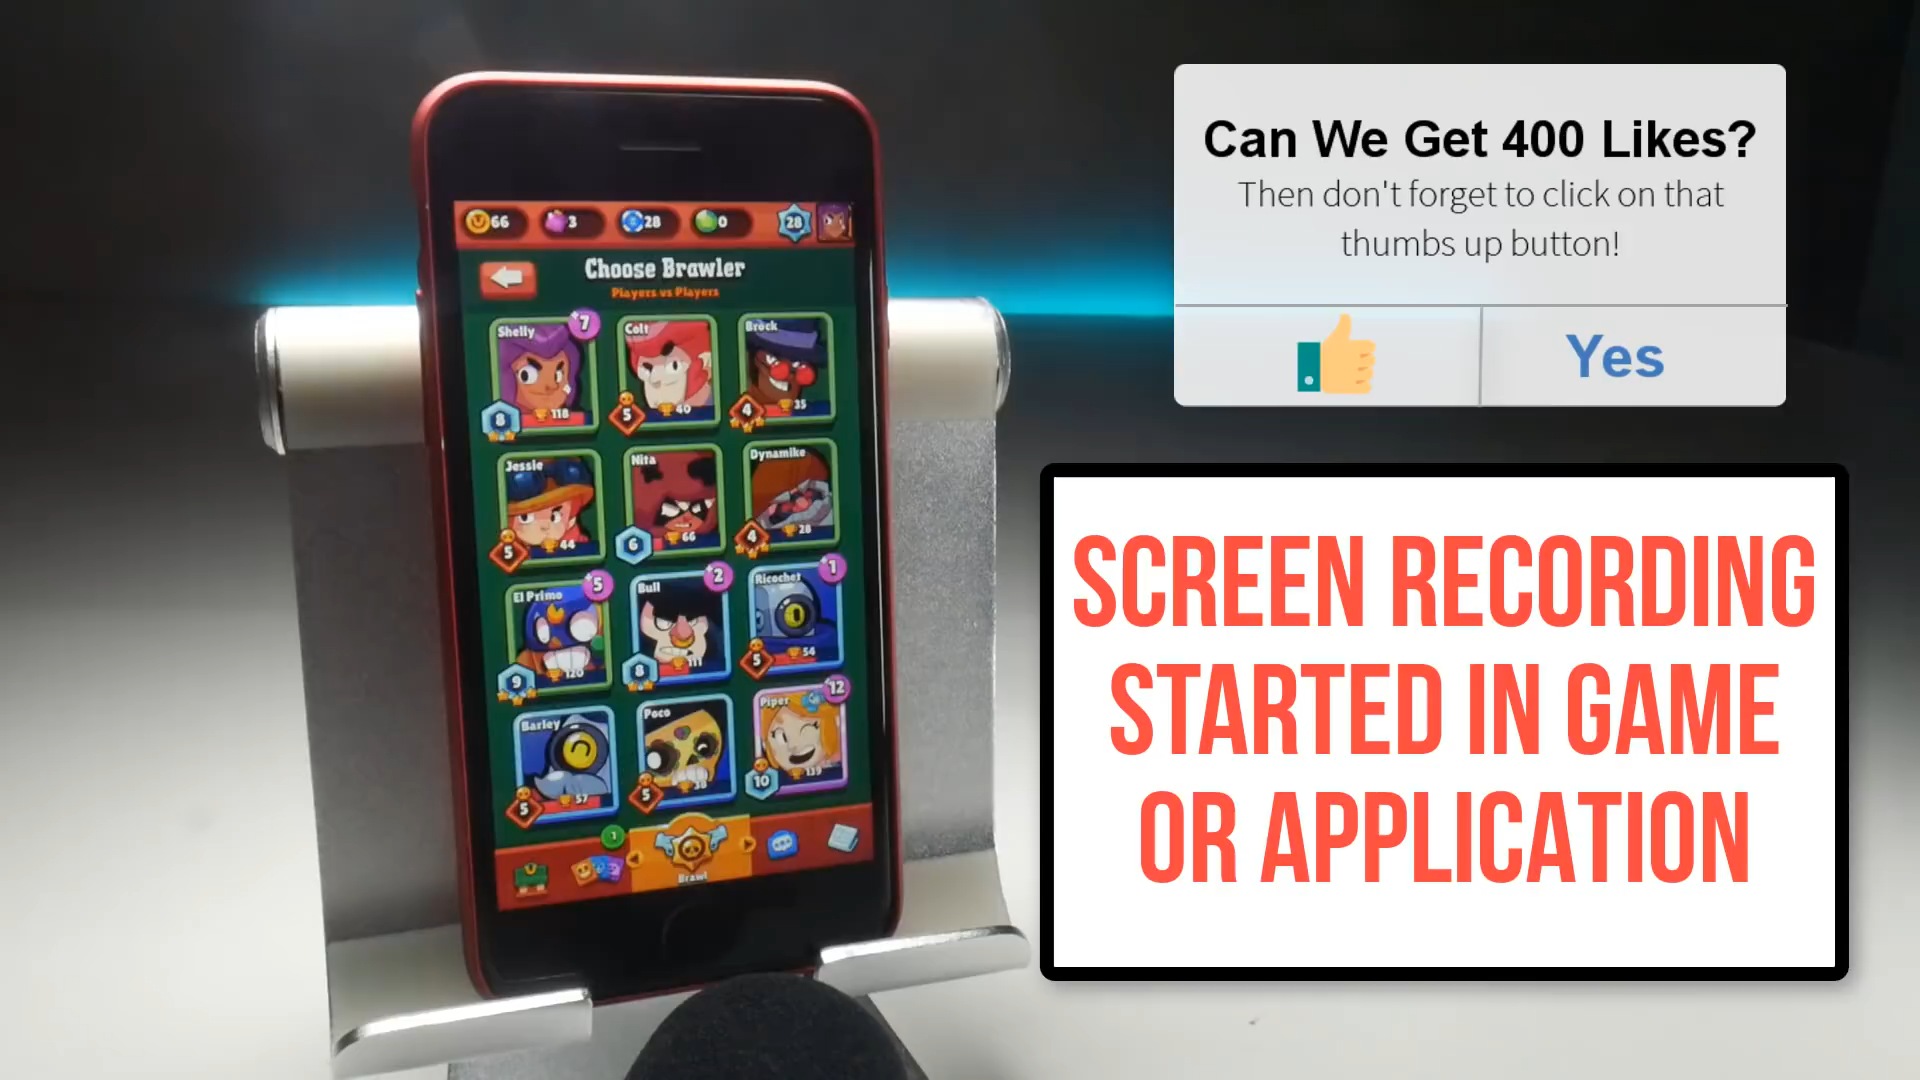 66 3 28 0 28
Choose Brawler
Players vs Players
Shelly +7
8 118
Colt
5 40
Brock
4 35
Jessie
5 44
Nita
6 66
Dynamike
4 28
El Primo +5
9 120
Bull +2
8 111
Ricochet +1
5 54
Barley
5 57
Poco
5 38
Piper +12
10 139
1
Brawl
Can We Get 400 Likes?
Then don't forget to click on that
thumbs up button!
Yes
SCREEN RECORDING
STARTED IN GAME
OR APPLICATION